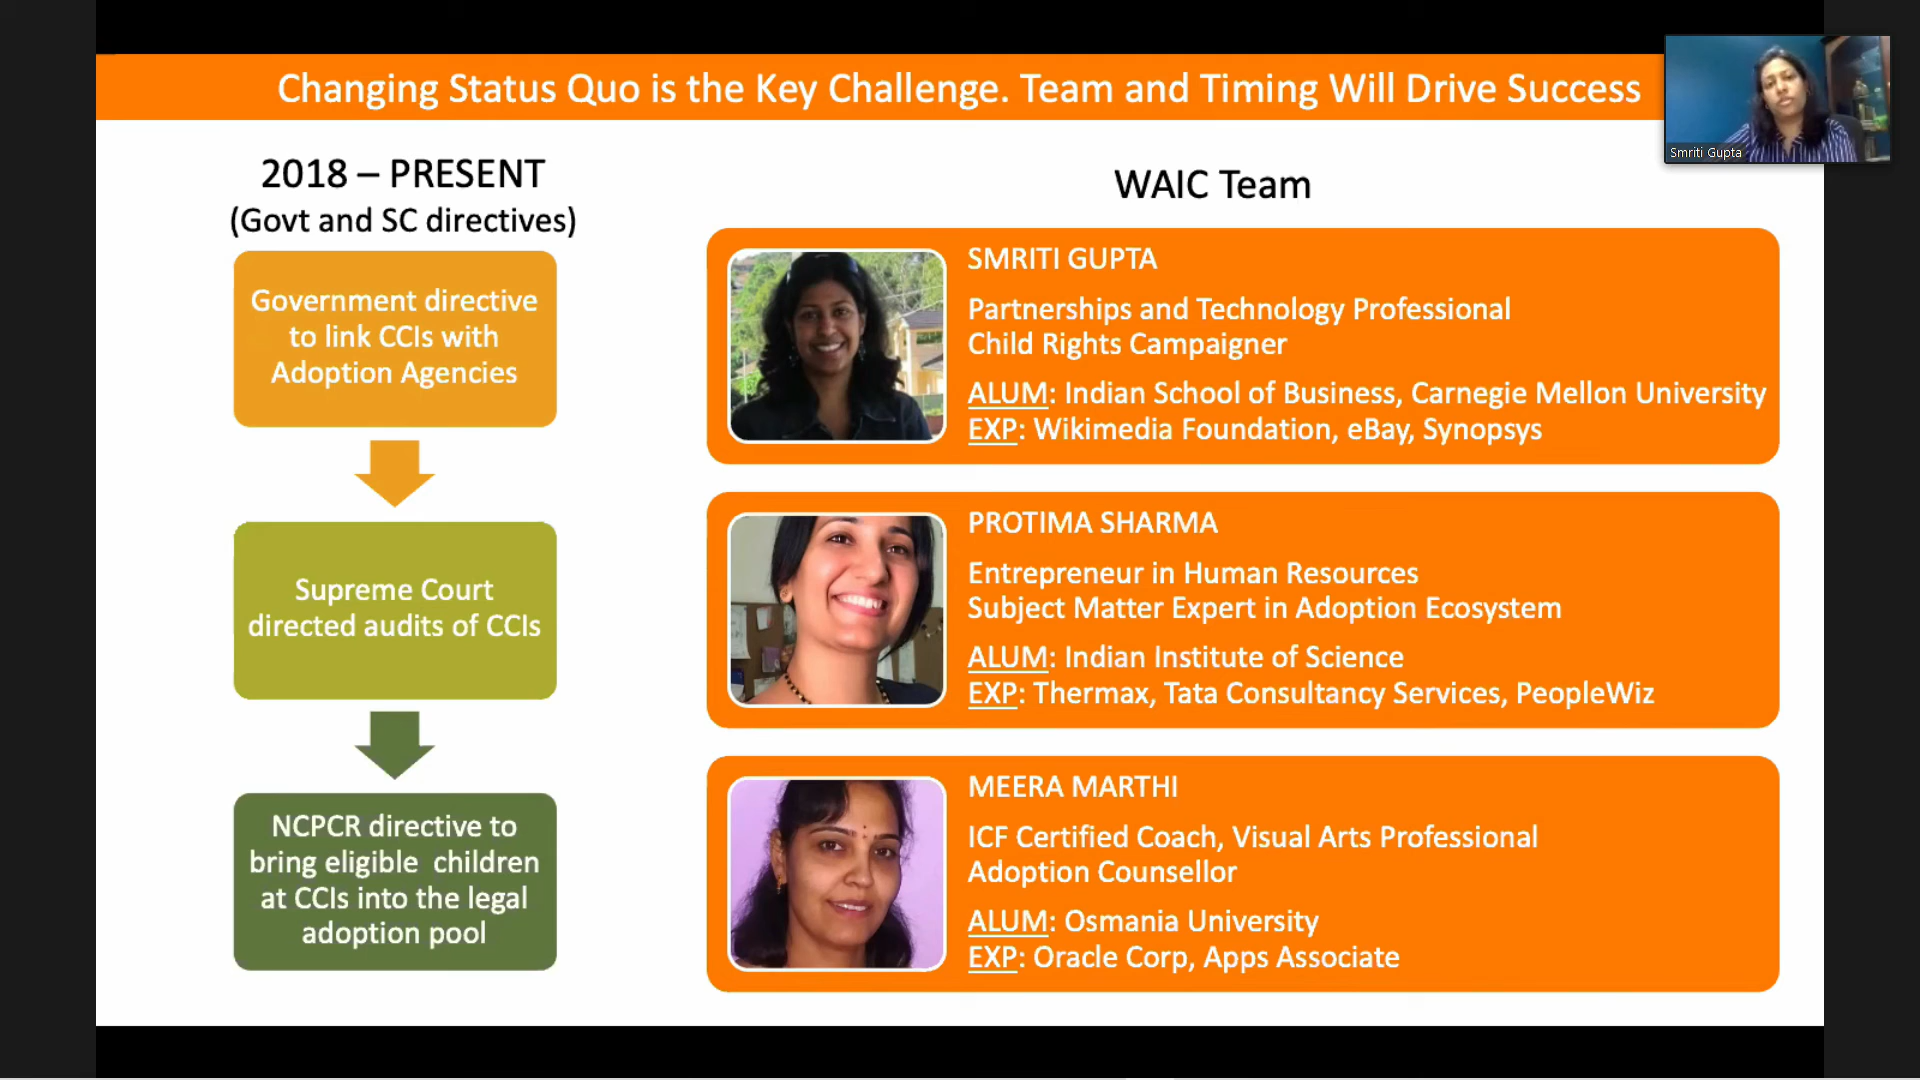 Changing Status Quo is the Key Challenge. Team and Timing Will Drive Success
Smriti Gupta
2018 – PRESENT
(Govt and SC directives)
Government directive
to link CCIs with
Adoption Agencies
Supreme Court
directed audits of CCIs
NCPCR directive to
bring eligible children
at CCIs into the legal
adoption pool
WAIC Team
SMRITI GUPTA
Partnerships and Technology Professional
Child Rights Campaigner
ALUM: Indian School of Business, Carnegie Mellon University
EXP: Wikimedia Foundation, eBay, Synopsys
PROTIMA SHARMA
Entrepreneur in Human Resources
Subject Matter Expert in Adoption Ecosystem
ALUM: Indian Institute of Science
EXP: Thermax, Tata Consultancy Services, PeopleWiz
MEERA MARTHI
ICF Certified Coach, Visual Arts Professional
Adoption Counsellor
ALUM: Osmania University
EXP: Oracle Corp, Apps Associate